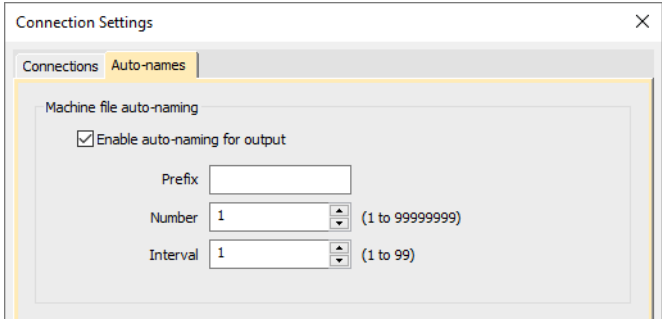 Connection Settings
Connections Auto-names
Machine file auto-naming
Enable auto-naming for output
Prefix
Number 1 (1 to 99999999)
Interval 1 (1 to 99)